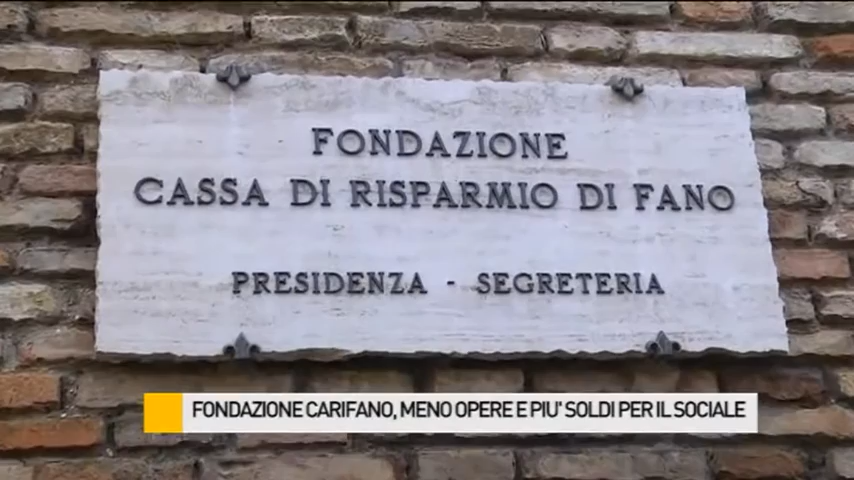 FONDAZIONE
CASSA DI RISPARMIO DI FANO
PRESIDENZA - SEGRETERIA
FONDAZIONE CARIFANO, MENO OPERE E PIU' SOLDI PER IL SOCIALE